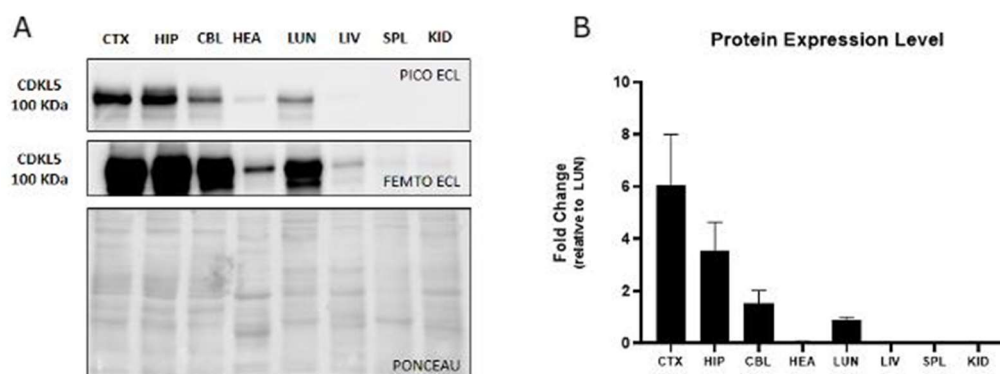 A
CTX HIP CBL HEA LUN LIV SPL KID
CDKL5
100 KDa
PICO ECL
CDKL5
100 KDa
FEMTO ECL
PONCEAU
B
Protein Expression Level
Fold Change
(relative to LUN)
10
8
6
4
2
0
CTX HIP CBL HEA LUN LIV SPL KID